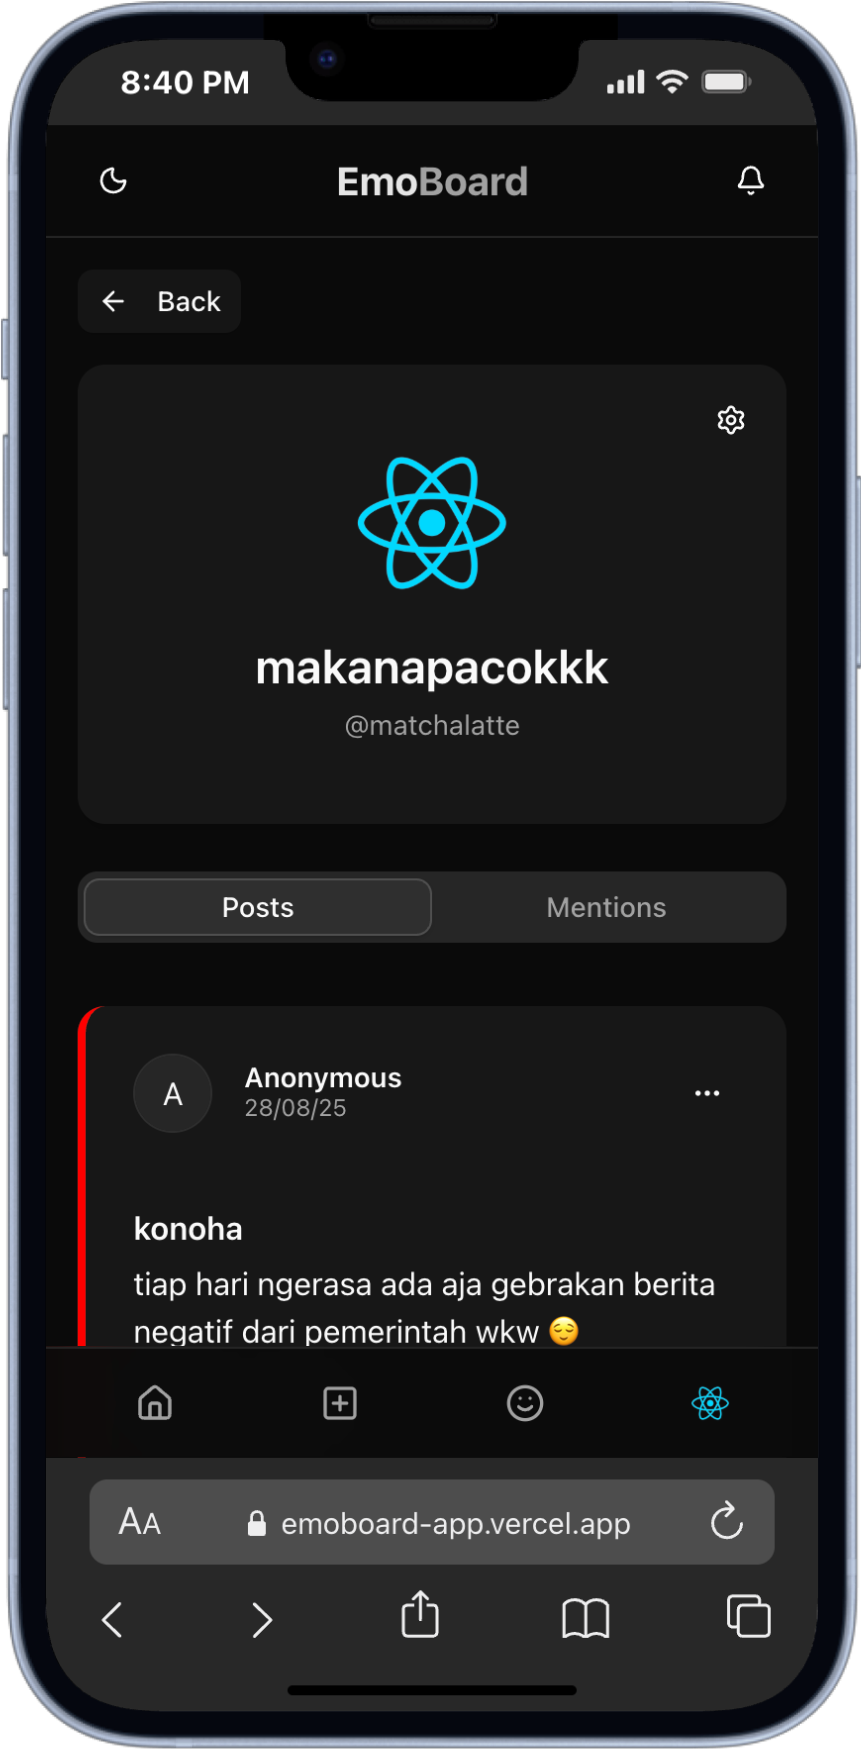 8:40 PM
EmoBoard
Back
makanapacokkk
@matchalatte
Posts
Mentions
A
Anonymous
28/08/25
konoha
tiap hari ngerasa ada aja gebrakan berita
negatif dari pemerintah wkw 😌
AA
emoboard-app.vercel.app